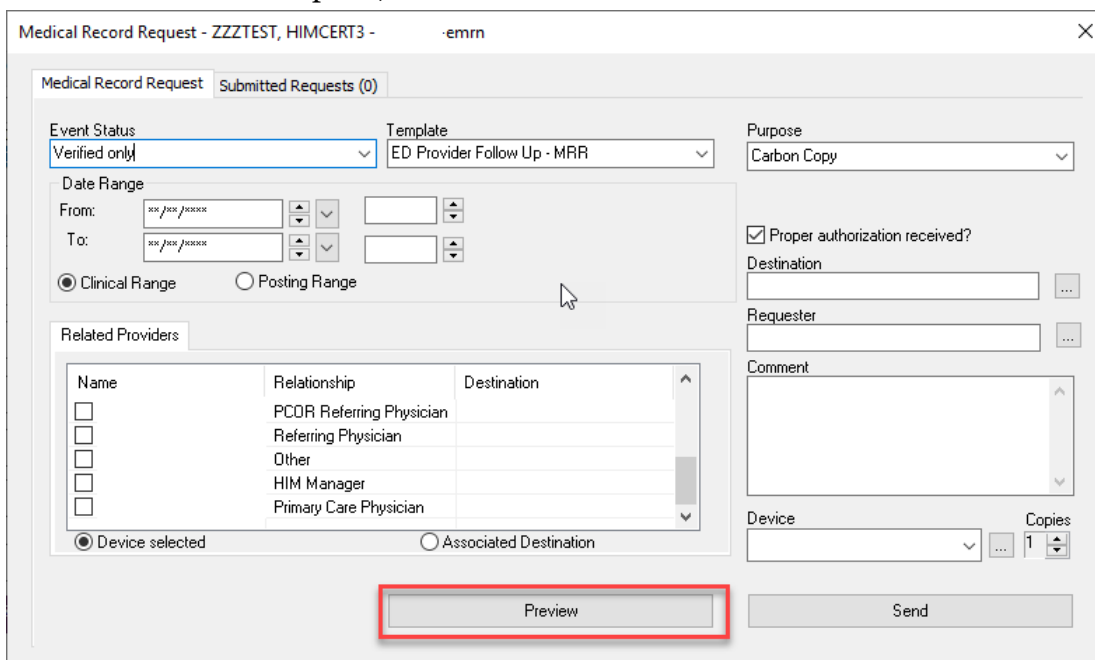 Medical Record Request - ZZZTEST, HIMCERT3 - -emrn
Medical Record Request Submitted Requests (0)
Event Status Template Purpose
Verified only ED Provider Follow Up - MRR Carbon Copy
Date Range
From: **/**/****
To: **/**/****
Proper authorization received?
Clinical Range Posting Range
Destination
...
Requester
...
Related Providers
Comment
Name Relationship Destination
PCOR Referring Physician
Referring Physician
Other
HIM Manager
Primary Care Physician
Device Copies
... 1
Device selected Associated Destination
Preview Send